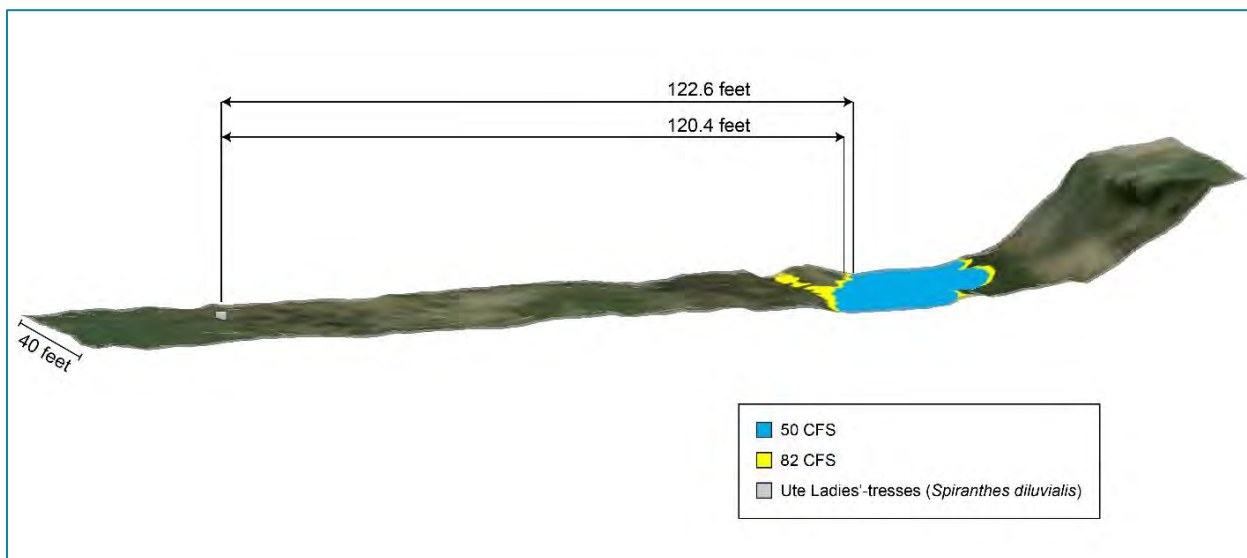 122.6 feet
120.4 feet
40 feet
50 CFS
82 CFS
Ute Ladies'-tresses (Spiranthes diluvialis)